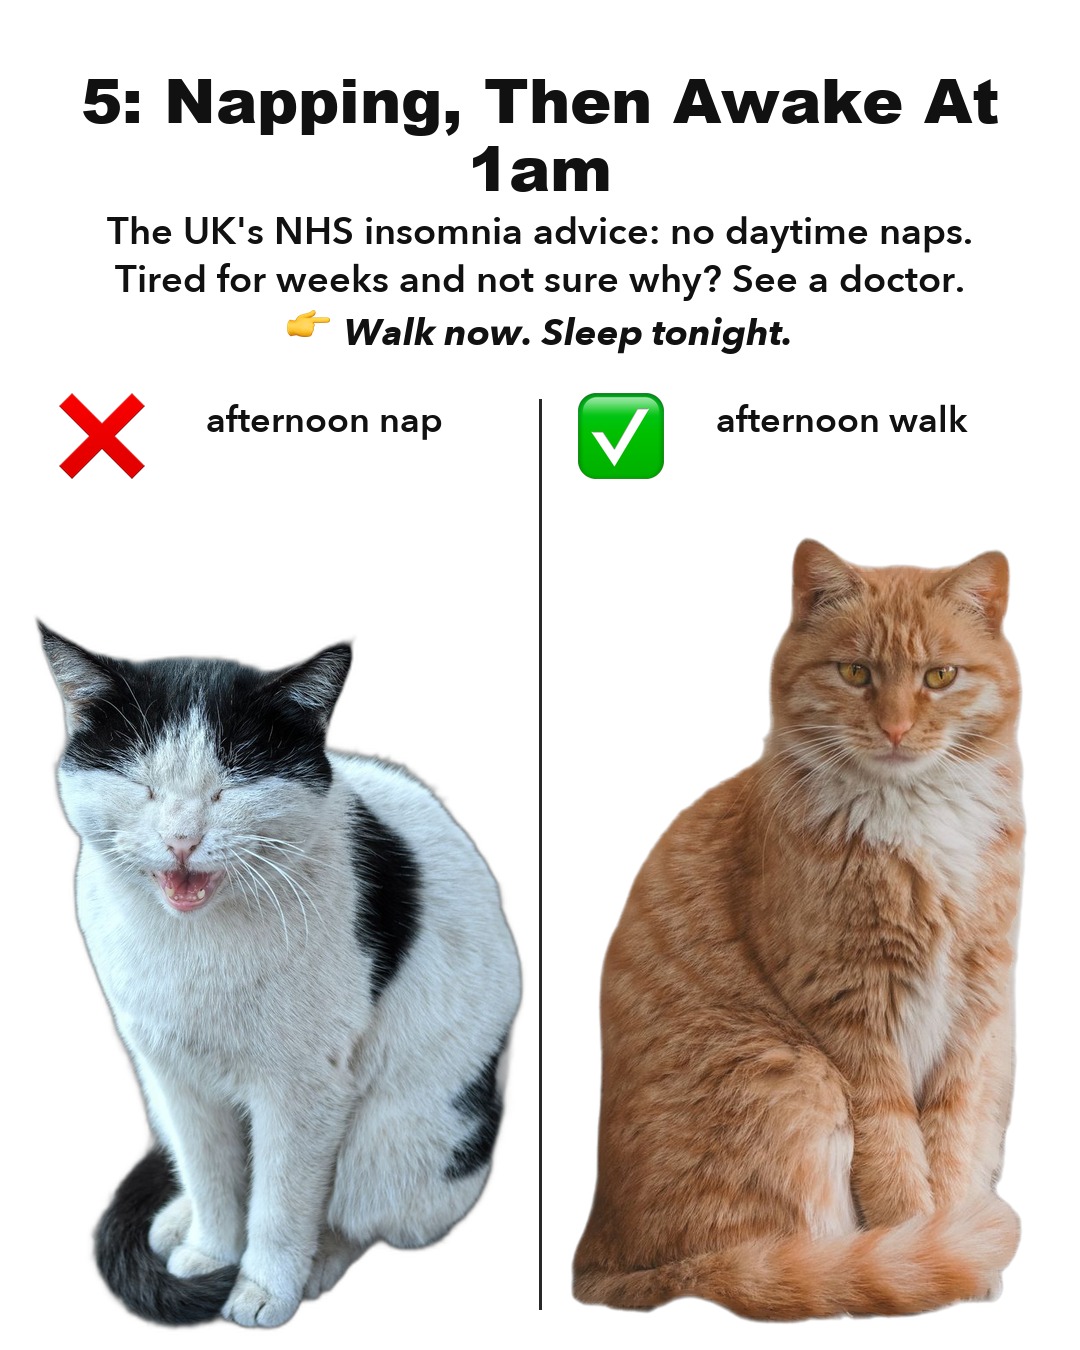 5: Napping, Then Awake At
1am
The UK's NHS insomnia advice: no daytime naps.
Tired for weeks and not sure why? See a doctor.
👉 Walk now. Sleep tonight.
❌ afternoon nap
✅ afternoon walk